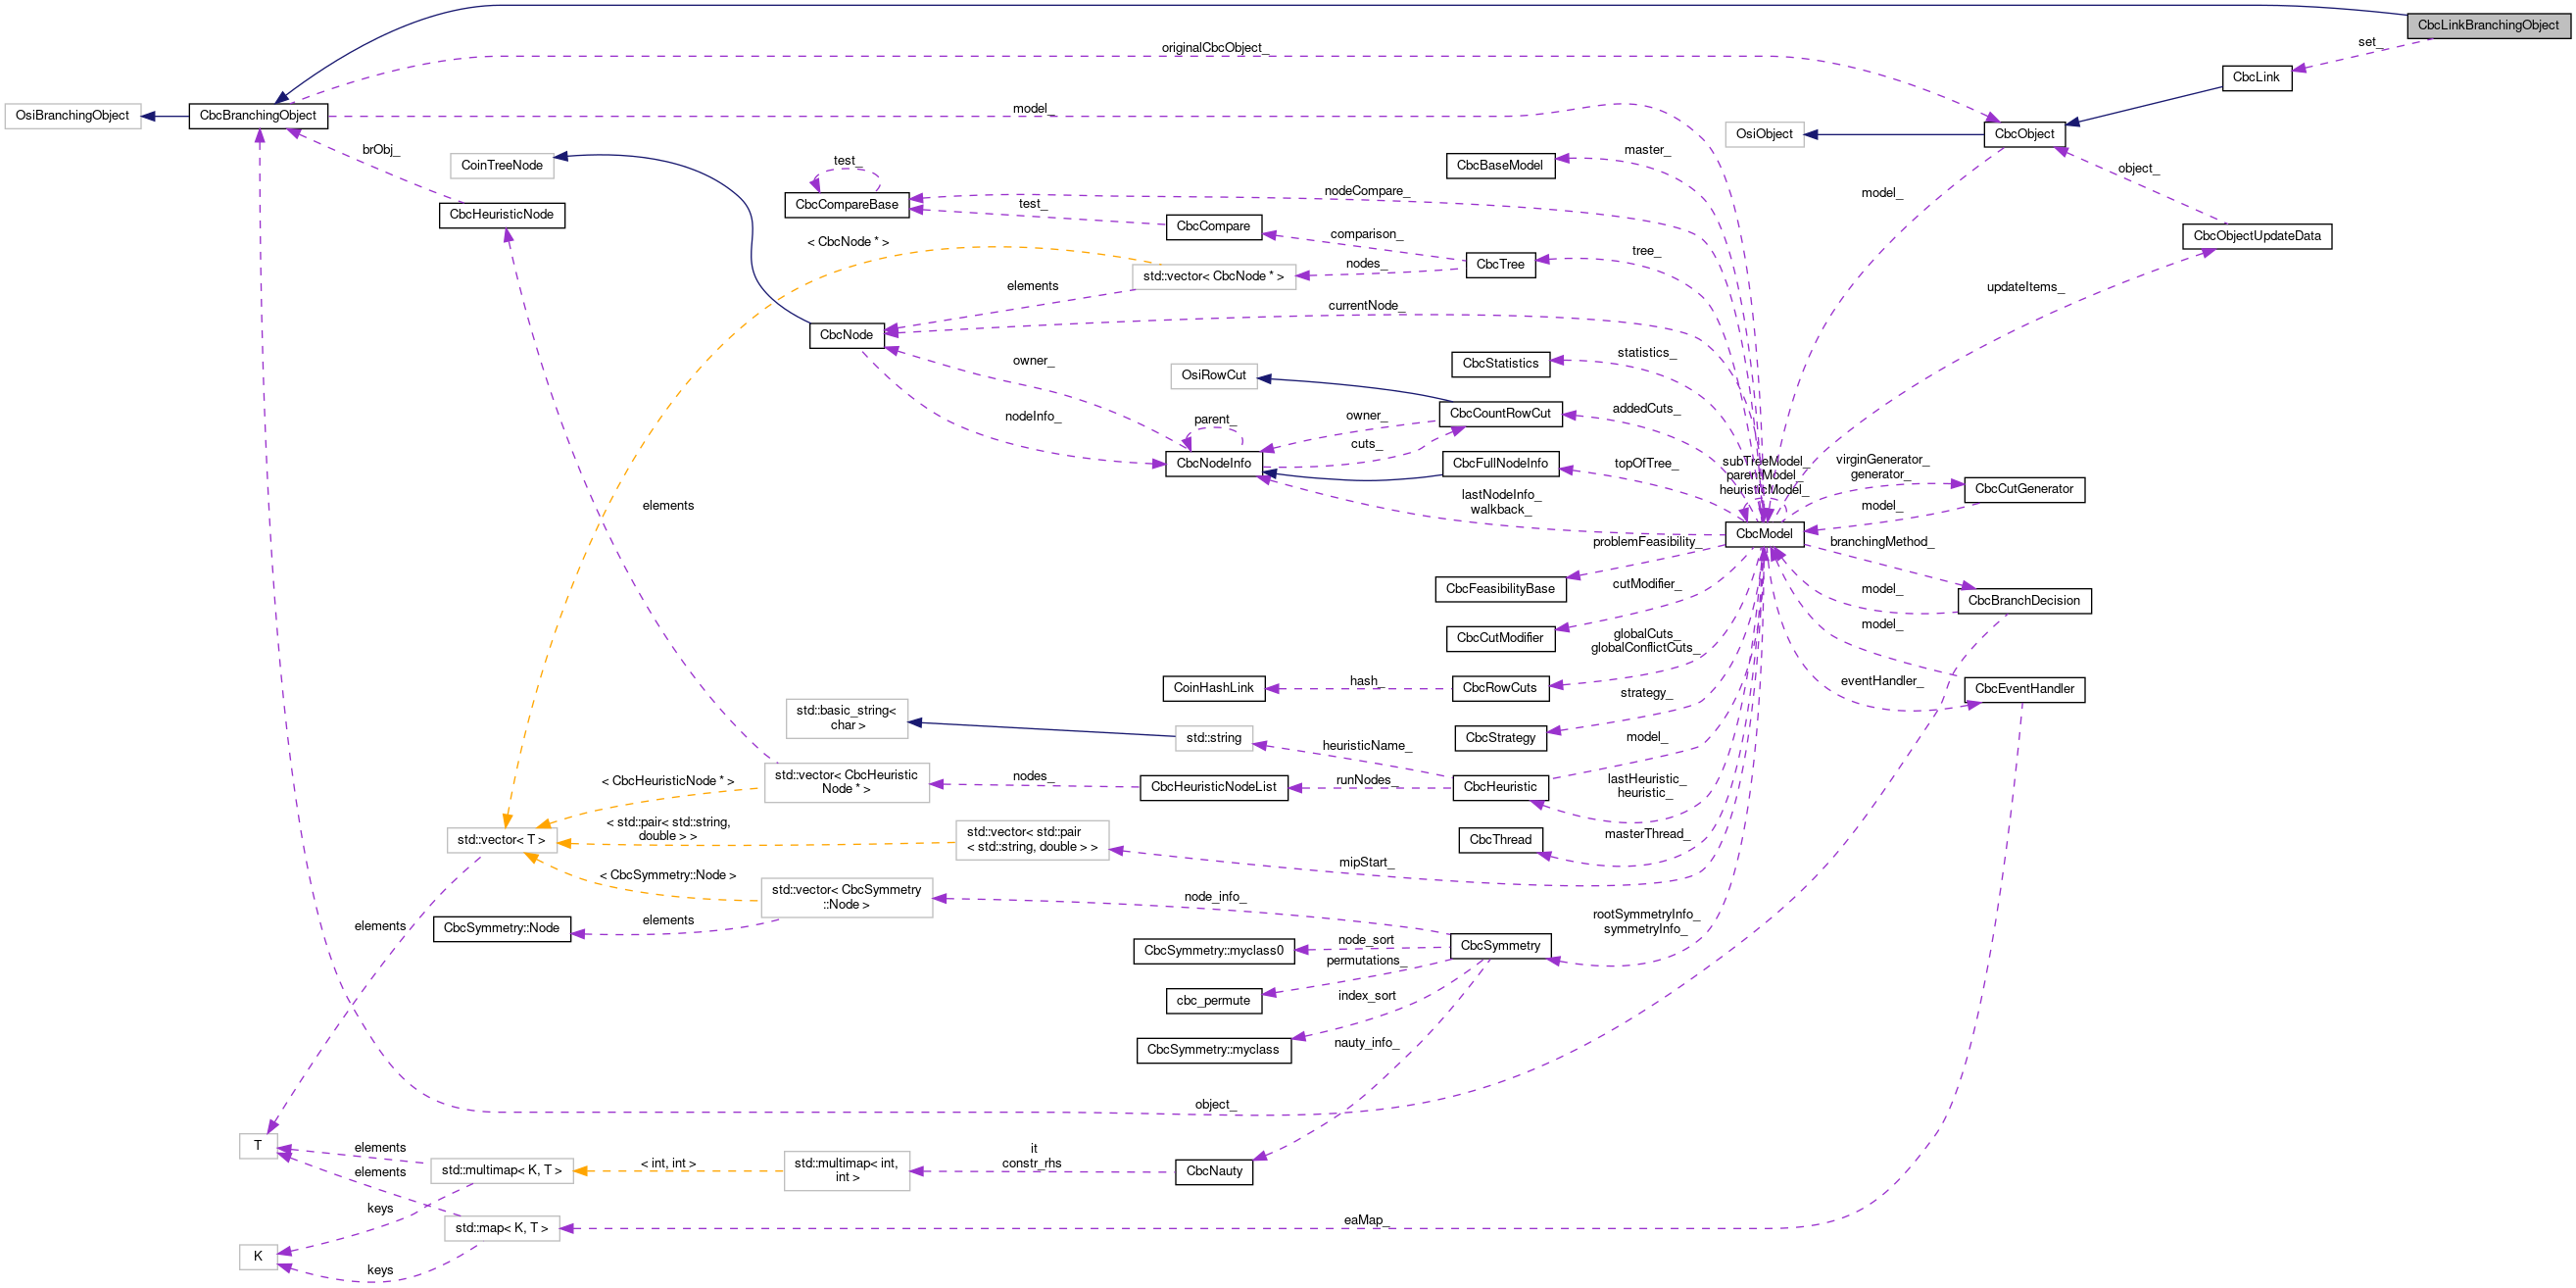 CbcLinkBranchingObject
set_
originalCbcObject_
CbcLink
OsiBranchingObject
CbcBranchingObject
model_
OsiObject
CbcObject
brObj_
CoinTreeNode
test_
master_
CbcBaseModel
object_
CbcHeuristicNode
CbcCompareBase
nodeCompare_
model_
test_
CbcCompare
CbcObjectUpdateData
< CbcNode * >
comparison_
tree_
std::vector< CbcNode * >
nodes_
CbcTree
elements
updateItems_
currentNode_
CbcNode
owner_
statistics_
CbcStatistics
OsiRowCut
nodeInfo_
parent_
owner_
CbcCountRowCut
addedCuts_
cuts_
CbcNodeInfo
CbcFullNodeInfo
topOfTree_
subTreeModel_
parentModel_
heuristicModel_
virginGenerator_
generator_
CbcCutGenerator
elements
lastNodeInfo_
walkback_
model_
CbcModel
problemFeasibility_
branchingMethod_
CbcFeasibilityBase
cutModifier_
model_
CbcBranchDecision
CbcCutModifier
globalCuts_
globalConflictCuts_
model_
CoinHashLink
hash_
CbcRowCuts
eventHandler_
CbcEventHandler
std::basic_string<
char >
std::string
strategy_
CbcStrategy
heuristicName_
model_
< CbcHeuristicNode * >
std::vector< CbcHeuristic
Node * >
nodes_
CbcHeuristicNodeList
runNodes_
CbcHeuristic
lastHeuristic_
heuristic_
std::vector< T >
< std::pair< std::string,
double > >
std::vector< std::pair
< std::string, double > >
CbcThread
masterThread_
mipStart_
< CbcSymmetry::Node >
std::vector< CbcSymmetry
::Node >
node_info_
elements
CbcSymmetry::Node
elements
rootSymmetryInfo_
symmetryInfo_
CbcSymmetry::myclass0
node_sort
CbcSymmetry
permutations_
cbc_permute
index_sort
CbcSymmetry::myclass
nauty_info_
object_
T
elements
it
constr_rhs
std::multimap< K, T >
< int, int >
std::multimap< int,
int >
CbcNauty
elements
keys
std::map< K, T >
eaMap_
K
keys